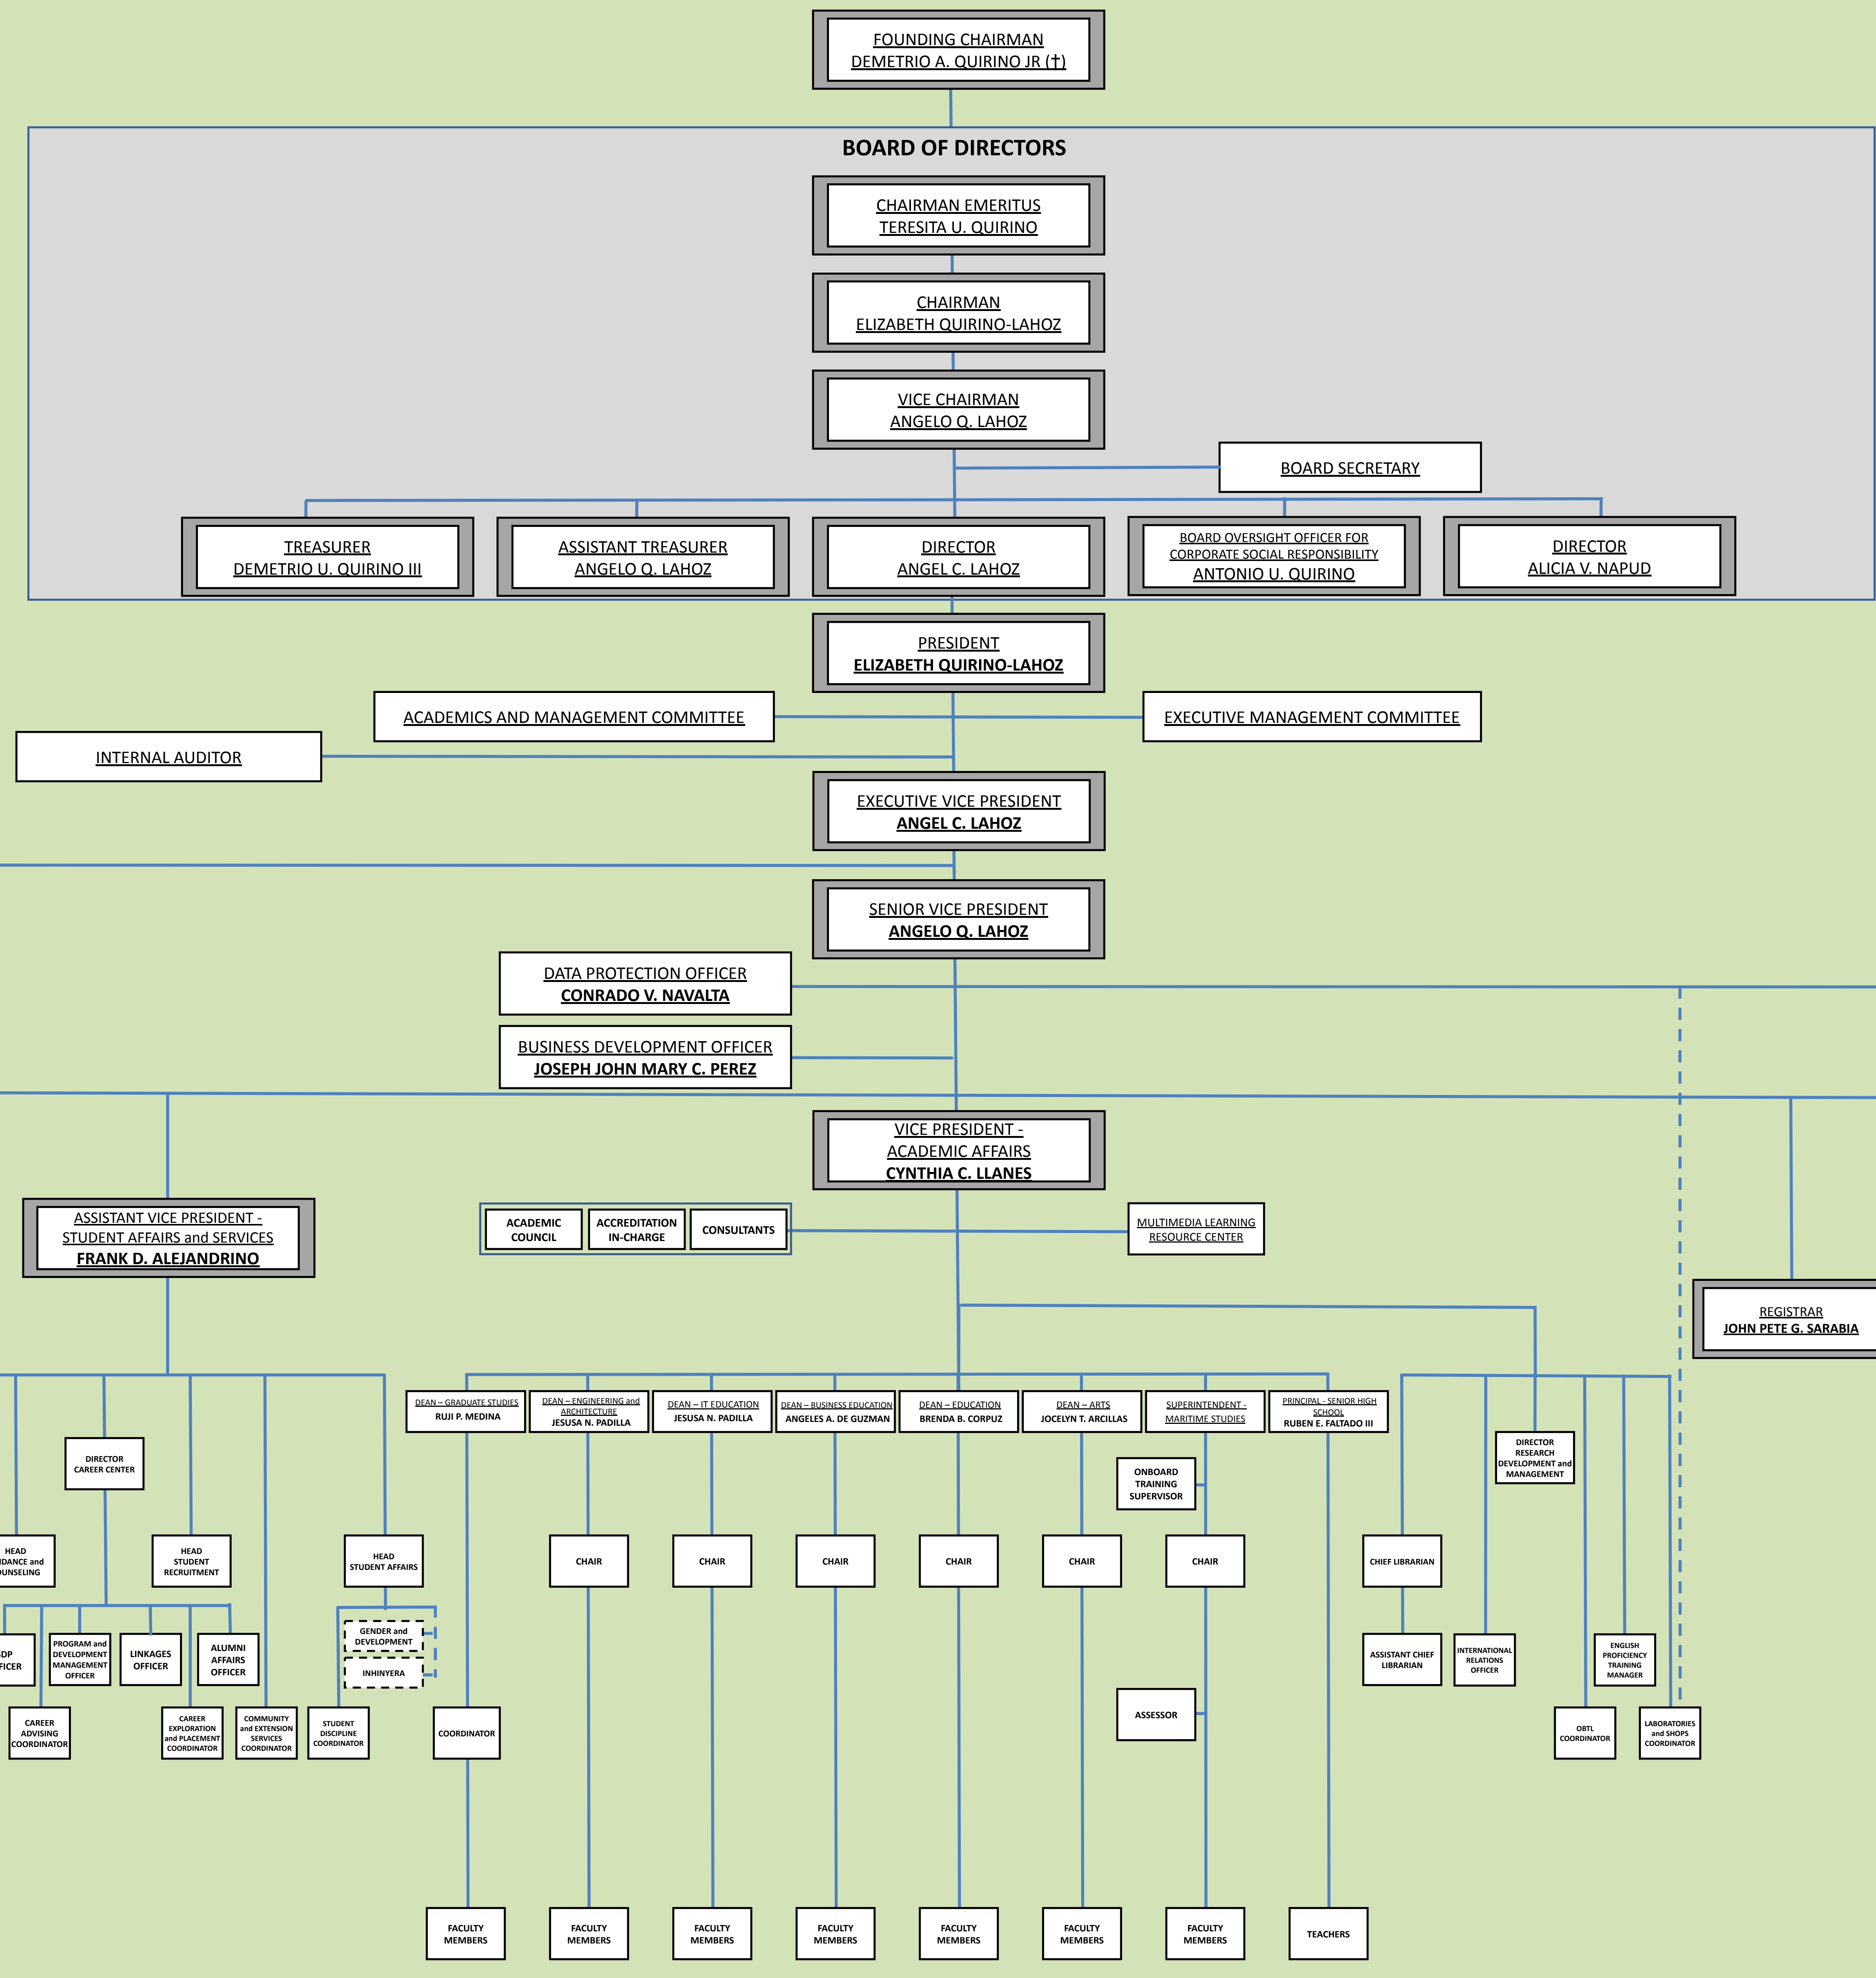 FOUNDING CHAIRMAN
DEMETRIO A. QUIRINO JR (✝)
BOARD OF DIRECTORS
CHAIRMAN EMERITUS
TERESITA U. QUIRINO
CHAIRMAN
ELIZABETH QUIRINO-LAHOZ
VICE CHAIRMAN
ANGELO Q. LAHOZ
BOARD SECRETARY
TREASURER
DEMETRIO U. QUIRINO III
ASSISTANT TREASURER
ANGELO Q. LAHOZ
DIRECTOR
ANGEL C. LAHOZ
BOARD OVERSIGHT OFFICER FOR
CORPORATE SOCIAL RESPONSIBILITY
ANTONIO U. QUIRINO
DIRECTOR
ALICIA V. NAPUD
PRESIDENT
ELIZABETH QUIRINO-LAHOZ
ACADEMICS AND MANAGEMENT COMMITTEE
EXECUTIVE MANAGEMENT COMMITTEE
INTERNAL AUDITOR
EXECUTIVE VICE PRESIDENT
ANGEL C. LAHOZ
SENIOR VICE PRESIDENT
ANGELO Q. LAHOZ
DATA PROTECTION OFFICER
CONRADO V. NAVALTA
BUSINESS DEVELOPMENT OFFICER
JOSEPH JOHN MARY C. PEREZ
VICE PRESIDENT -
ACADEMIC AFFAIRS
CYNTHIA C. LLANES
ASSISTANT VICE PRESIDENT -
STUDENT AFFAIRS and SERVICES
FRANK D. ALEJANDRINO
ACADEMIC
COUNCIL
ACCREDITATION
IN-CHARGE
CONSULTANTS
MULTIMEDIA LEARNING
RESOURCE CENTER
REGISTRAR
JOHN PETE G. SARABIA
DEAN – GRADUATE STUDIES
RUJI P. MEDINA
DEAN – ENGINEERING and
ARCHITECTURE
JESUSA N. PADILLA
DEAN – IT EDUCATION
JESUSA N. PADILLA
DEAN – BUSINESS EDUCATION
ANGELES A. DE GUZMAN
DEAN – EDUCATION
BRENDA B. CORPUZ
DEAN – ARTS
JOCELYN T. ARCILLAS
SUPERINTENDENT -
MARITIME STUDIES
PRINCIPAL - SENIOR HIGH
SCHOOL
RUBEN E. FALTADO III
DIRECTOR
CAREER CENTER
DIRECTOR
RESEARCH
DEVELOPMENT and
MANAGEMENT
ONBOARD
TRAINING
SUPERVISOR
HEAD
DANCE and
UNSELING
HEAD
STUDENT
RECRUITMENT
HEAD
STUDENT AFFAIRS
CHAIR
CHAIR
CHAIR
CHAIR
CHAIR
CHAIR
CHIEF LIBRARIAN
DP
FICER
PROGRAM and
DEVELOPMENT
MANAGEMENT
OFFICER
LINKAGES
OFFICER
ALUMNI
AFFAIRS
OFFICER
GENDER and
DEVELOPMENT
INHINYERA
ASSISTANT CHIEF
LIBRARIAN
INTERNATIONAL
RELATIONS
OFFICER
ENGLISH
PROFICIENCY
TRAINING
MANAGER
CAREER
ADVISING
COORDINATOR
CAREER
EXPLORATION
and PLACEMENT
COORDINATOR
COMMUNITY
and EXTENSION
SERVICES
COORDINATOR
STUDENT
DISCIPLINE
COORDINATOR
COORDINATOR
ASSESSOR
OBTL
COORDINATOR
LABORATORIES
and SHOPS
COORDINATOR
FACULTY
MEMBERS
FACULTY
MEMBERS
FACULTY
MEMBERS
FACULTY
MEMBERS
FACULTY
MEMBERS
FACULTY
MEMBERS
FACULTY
MEMBERS
TEACHERS